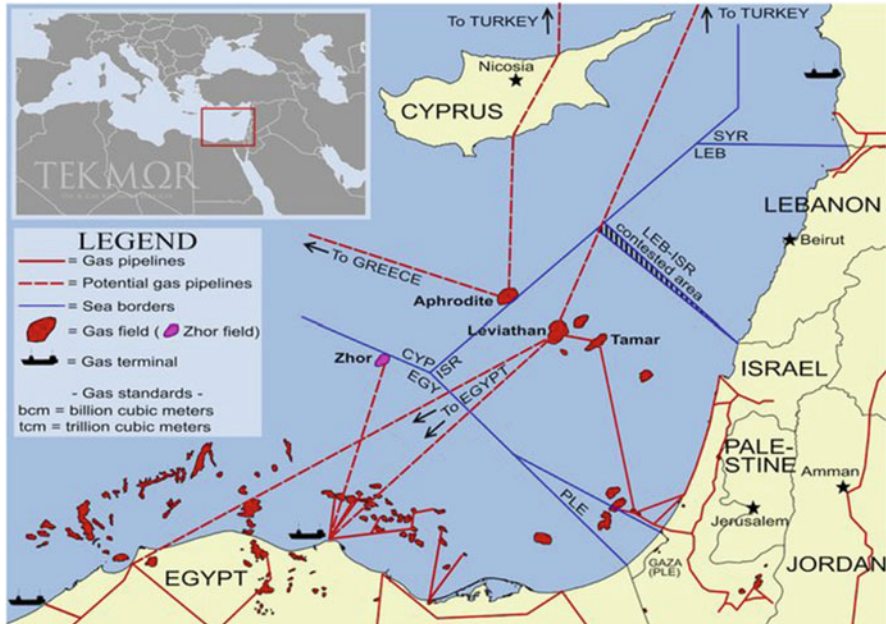 To TURKEY
To TURKEY
Nicosia
CYPRUS
TEKMΩR
SYR
LEB
LEBANON
Beirut
LEB-ISR
contested area
LEGEND
= Gas pipelines
= Potential gas pipelines
= Sea borders
= Gas field ( Zhor field)
= Gas terminal
- Gas standards -
bcm = billion cubic meters
tcm = trillion cubic meters
To GREECE
Aphrodite
Leviathan
Tamar
Zhor
CYP
ISR
EGY
To EGYPT
ISRAEL
PALE-
STINE
Amman
PLE
Jerusalem
GAZA
(PLE)
EGYPT
JORDAN